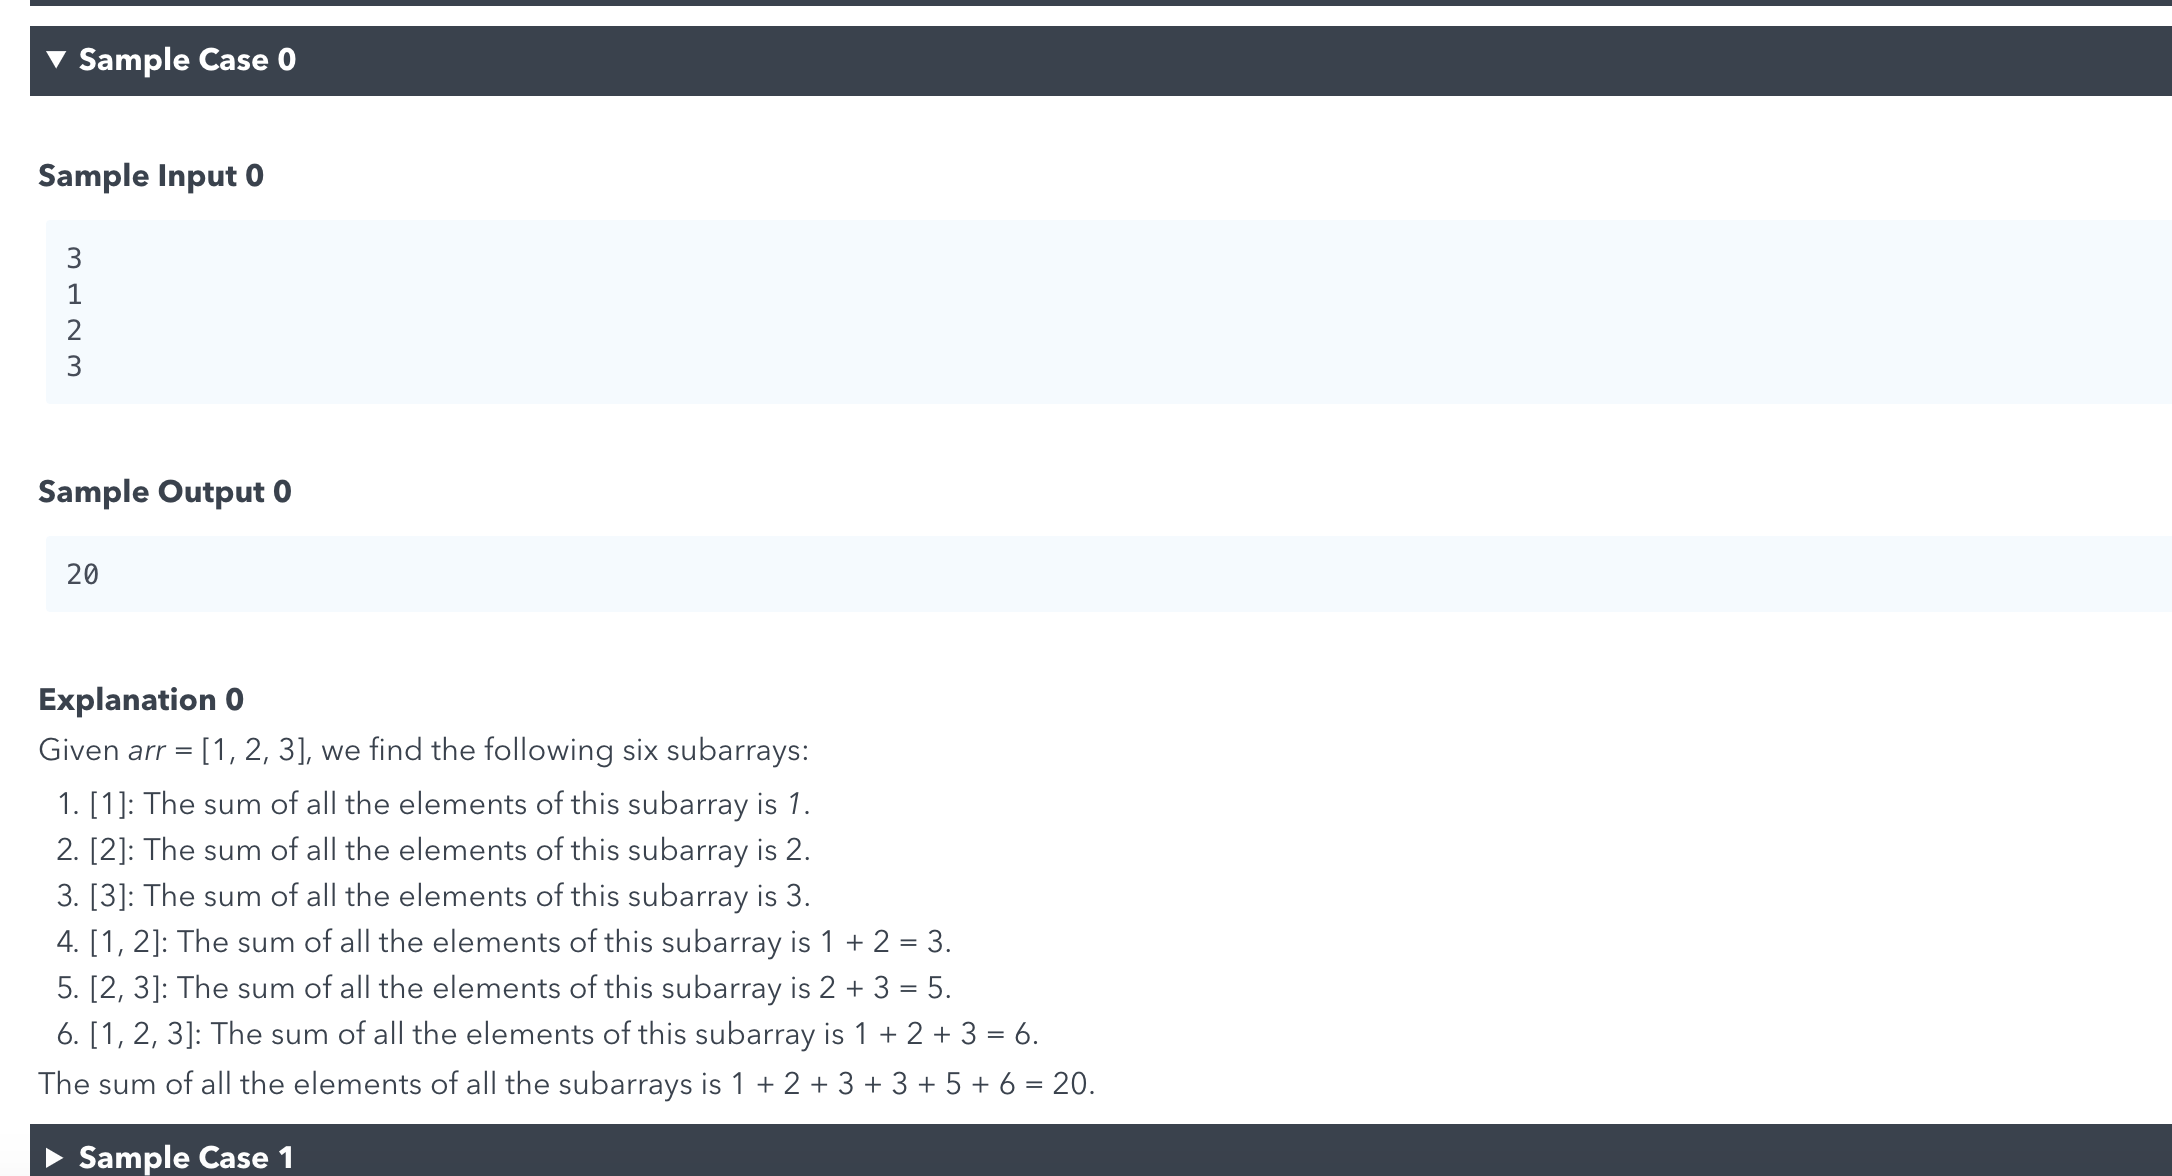 ▼ Sample Case 0
Sample Input 0
3
1
2
3
Sample Output 0
20
Explanation 0
Given arr = [1, 2, 3], we find the following six subarrays:
1. [1]: The sum of all the elements of this subarray is 1.
2. [2]: The sum of all the elements of this subarray is 2.
3. [3]: The sum of all the elements of this subarray is 3.
4. [1, 2]: The sum of all the elements of this subarray is 1 + 2 = 3.
5. [2, 3]: The sum of all the elements of this subarray is 2 + 3 = 5.
6. [1, 2, 3]: The sum of all the elements of this subarray is 1 + 2 + 3 = 6.
The sum of all the elements of all the subarrays is 1 + 2 + 3 + 3 + 5 + 6 = 20.
▶ Sample Case 1